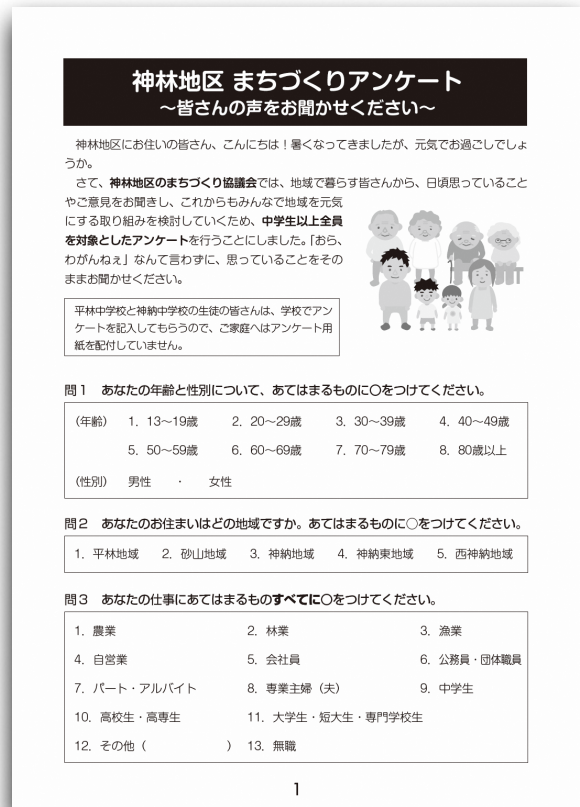 神林地区 まちづくりアンケート
～皆さんの声をお聞かせください～
神林地区にお住いの皆さん、こんにちは！暑くなってきましたが、元気でお過ごしでしょ
うか。
さて、神林地区のまちづくり協議会では、地域で暮らす皆さんから、日頃思っていること
やご意見をお聞きし、これからもみんなで地域を元気
にする取り組みを検討していくため、中学生以上全員
を対象としたアンケートを行うことにしました。「おら、
わがんねぇ」なんて言わずに、思っていることをその
ままお聞かせください。
平林中学校と神納中学校の生徒の皆さんは、学校でアン
ケートを記入してもらうので、ご家庭へはアンケート用
紙を配付していません。
問１ あなたの年齢と性別について、あてはまるものに○をつけてください。
（年齢） 1．13～19歳 2．20～29歳 3．30～39歳 4．40～49歳
5．50～59歳 6．60～69歳 7．70～79歳 8．80歳以上
（性別） 男性 ・ 女性
問２ あなたのお住まいはどの地域ですか。あてはまるものに○をつけてください。
1．平林地域 2．砂山地域 3．神納地域 4．神納東地域 5．西神納地域
問３ あなたの仕事にあてはまるものすべてに○をつけてください。
1．農業 2．林業 3．漁業
4．自営業 5．会社員 6．公務員・団体職員
7．パート・アルバイト 8．専業主婦（夫） 9．中学生
10．高校生・高専生 11．大学生・短大生・専門学校生
12．その他（ ） 13．無職
1